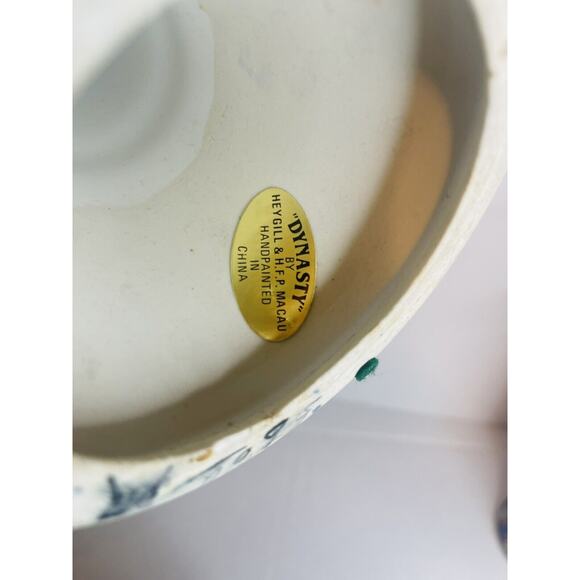 "DYNASTY"
BY
HEYGILL & H.F.P. MACAU
HANDPAINTED
IN
CHINA